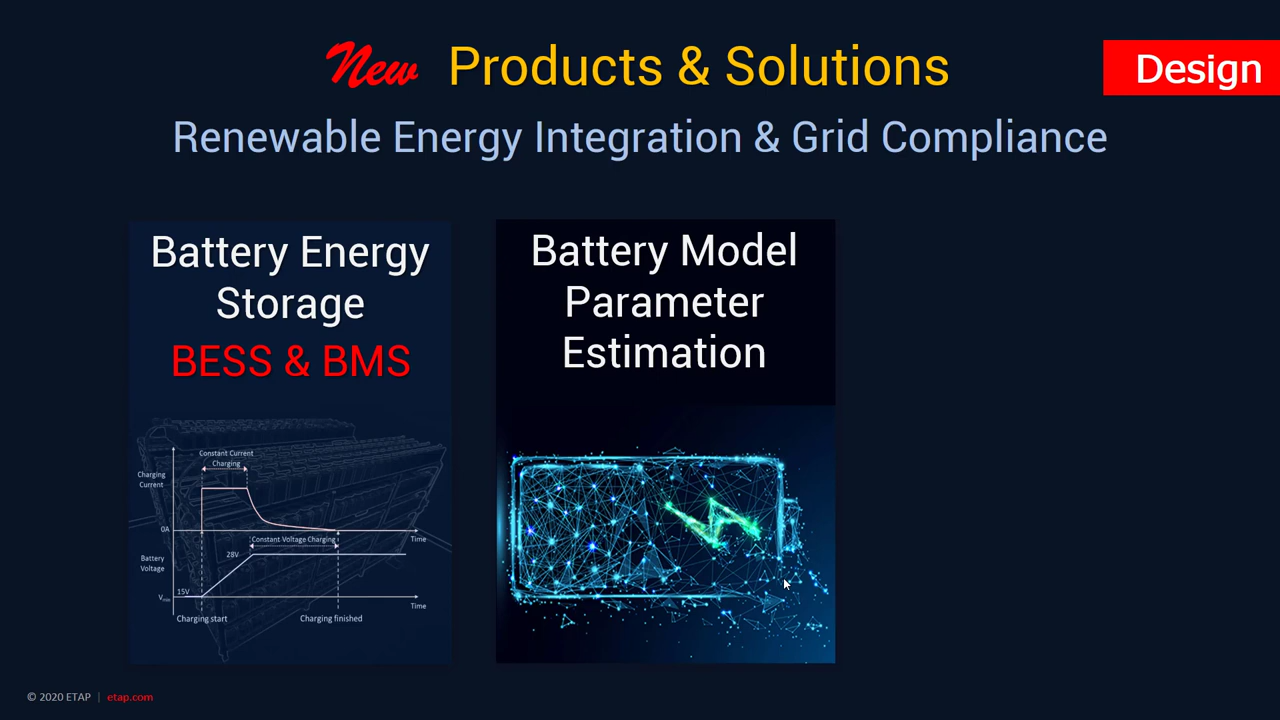 New Products & Solutions
Design
Renewable Energy Integration & Grid Compliance
Battery Energy
Storage
BESS & BMS
Constant Current
Charging
Charging
Current
0A
Time
Constant Voltage Charging
Battery
Voltage
28V
15V
Vmin
Time
Charging start
Charging finished
Battery Model
Parameter
Estimation
© 2020 ETAP | etap.com